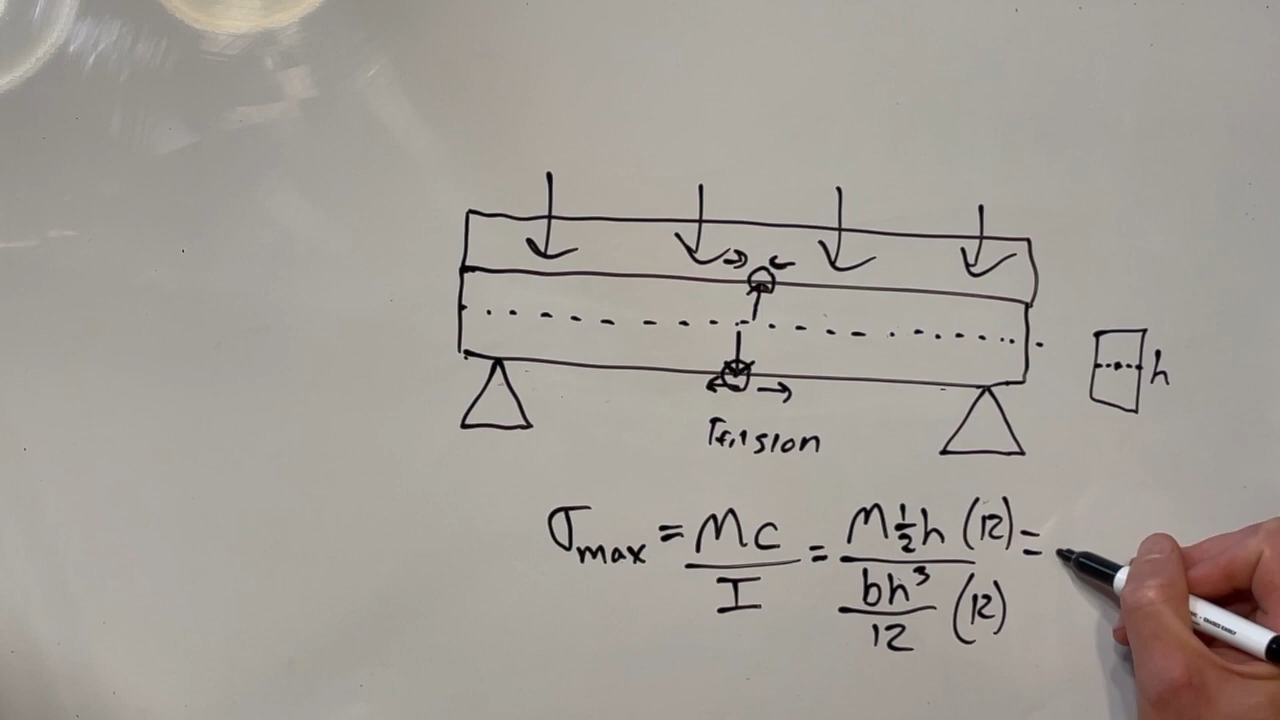 h
Tension
σmax = Mc/I = M½h (12)/(bh³/12 (12)) =